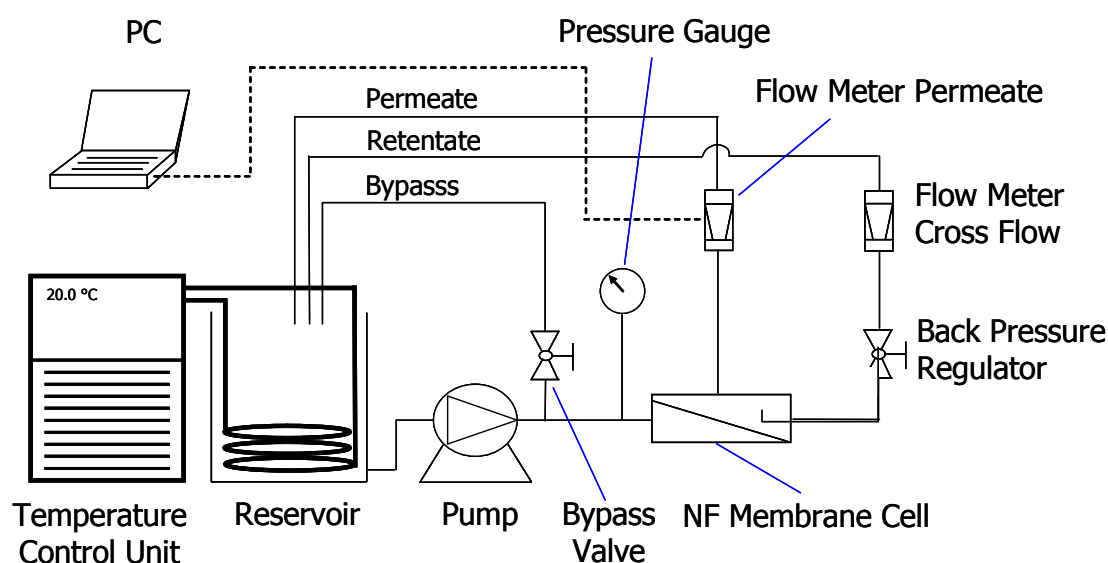 PC
Pressure Gauge
Flow Meter Permeate
Permeate
Retentate
Bypasss
Flow Meter
Cross Flow
20.0 ºC
Back Pressure
Regulator
Temperature
Control Unit
Reservoir
Pump
Bypass
Valve
NF Membrane Cell